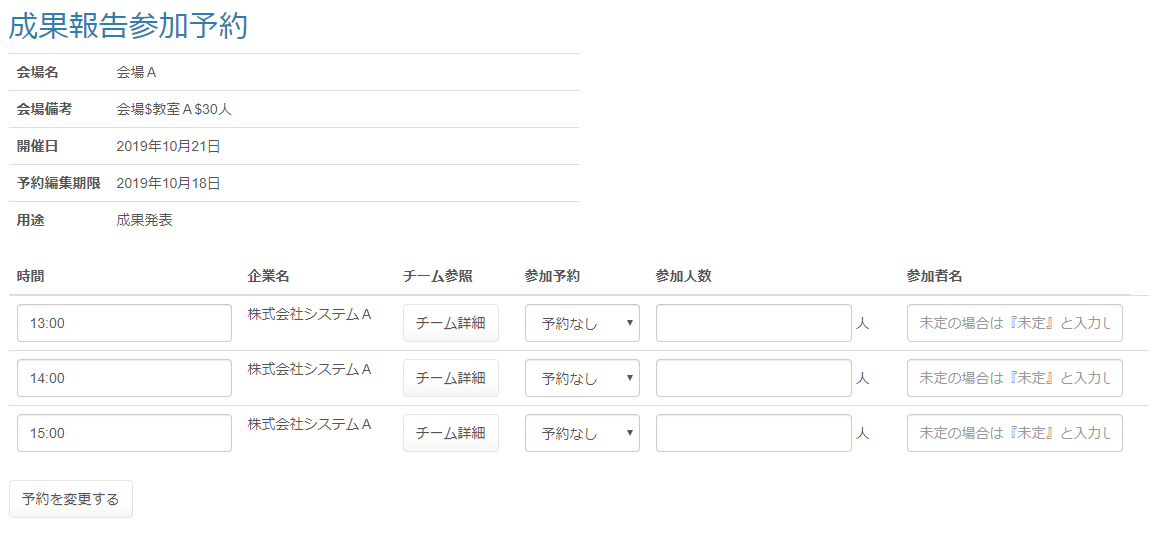 成果報告参加予約
会場名 会場Ａ
会場備考 会場$教室Ａ$30人
開催日 2019年10月21日
予約編集期限 2019年10月18日
用途 成果発表
時間 企業名 チーム参照 参加予約 参加人数 参加者名
13:00 株式会社システムＡ チーム詳細 予約なし 人 未定の場合は『未定』と入力し
14:00 株式会社システムＡ チーム詳細 予約なし 人 未定の場合は『未定』と入力し
15:00 株式会社システムＡ チーム詳細 予約なし 人 未定の場合は『未定』と入力し
予約を変更する